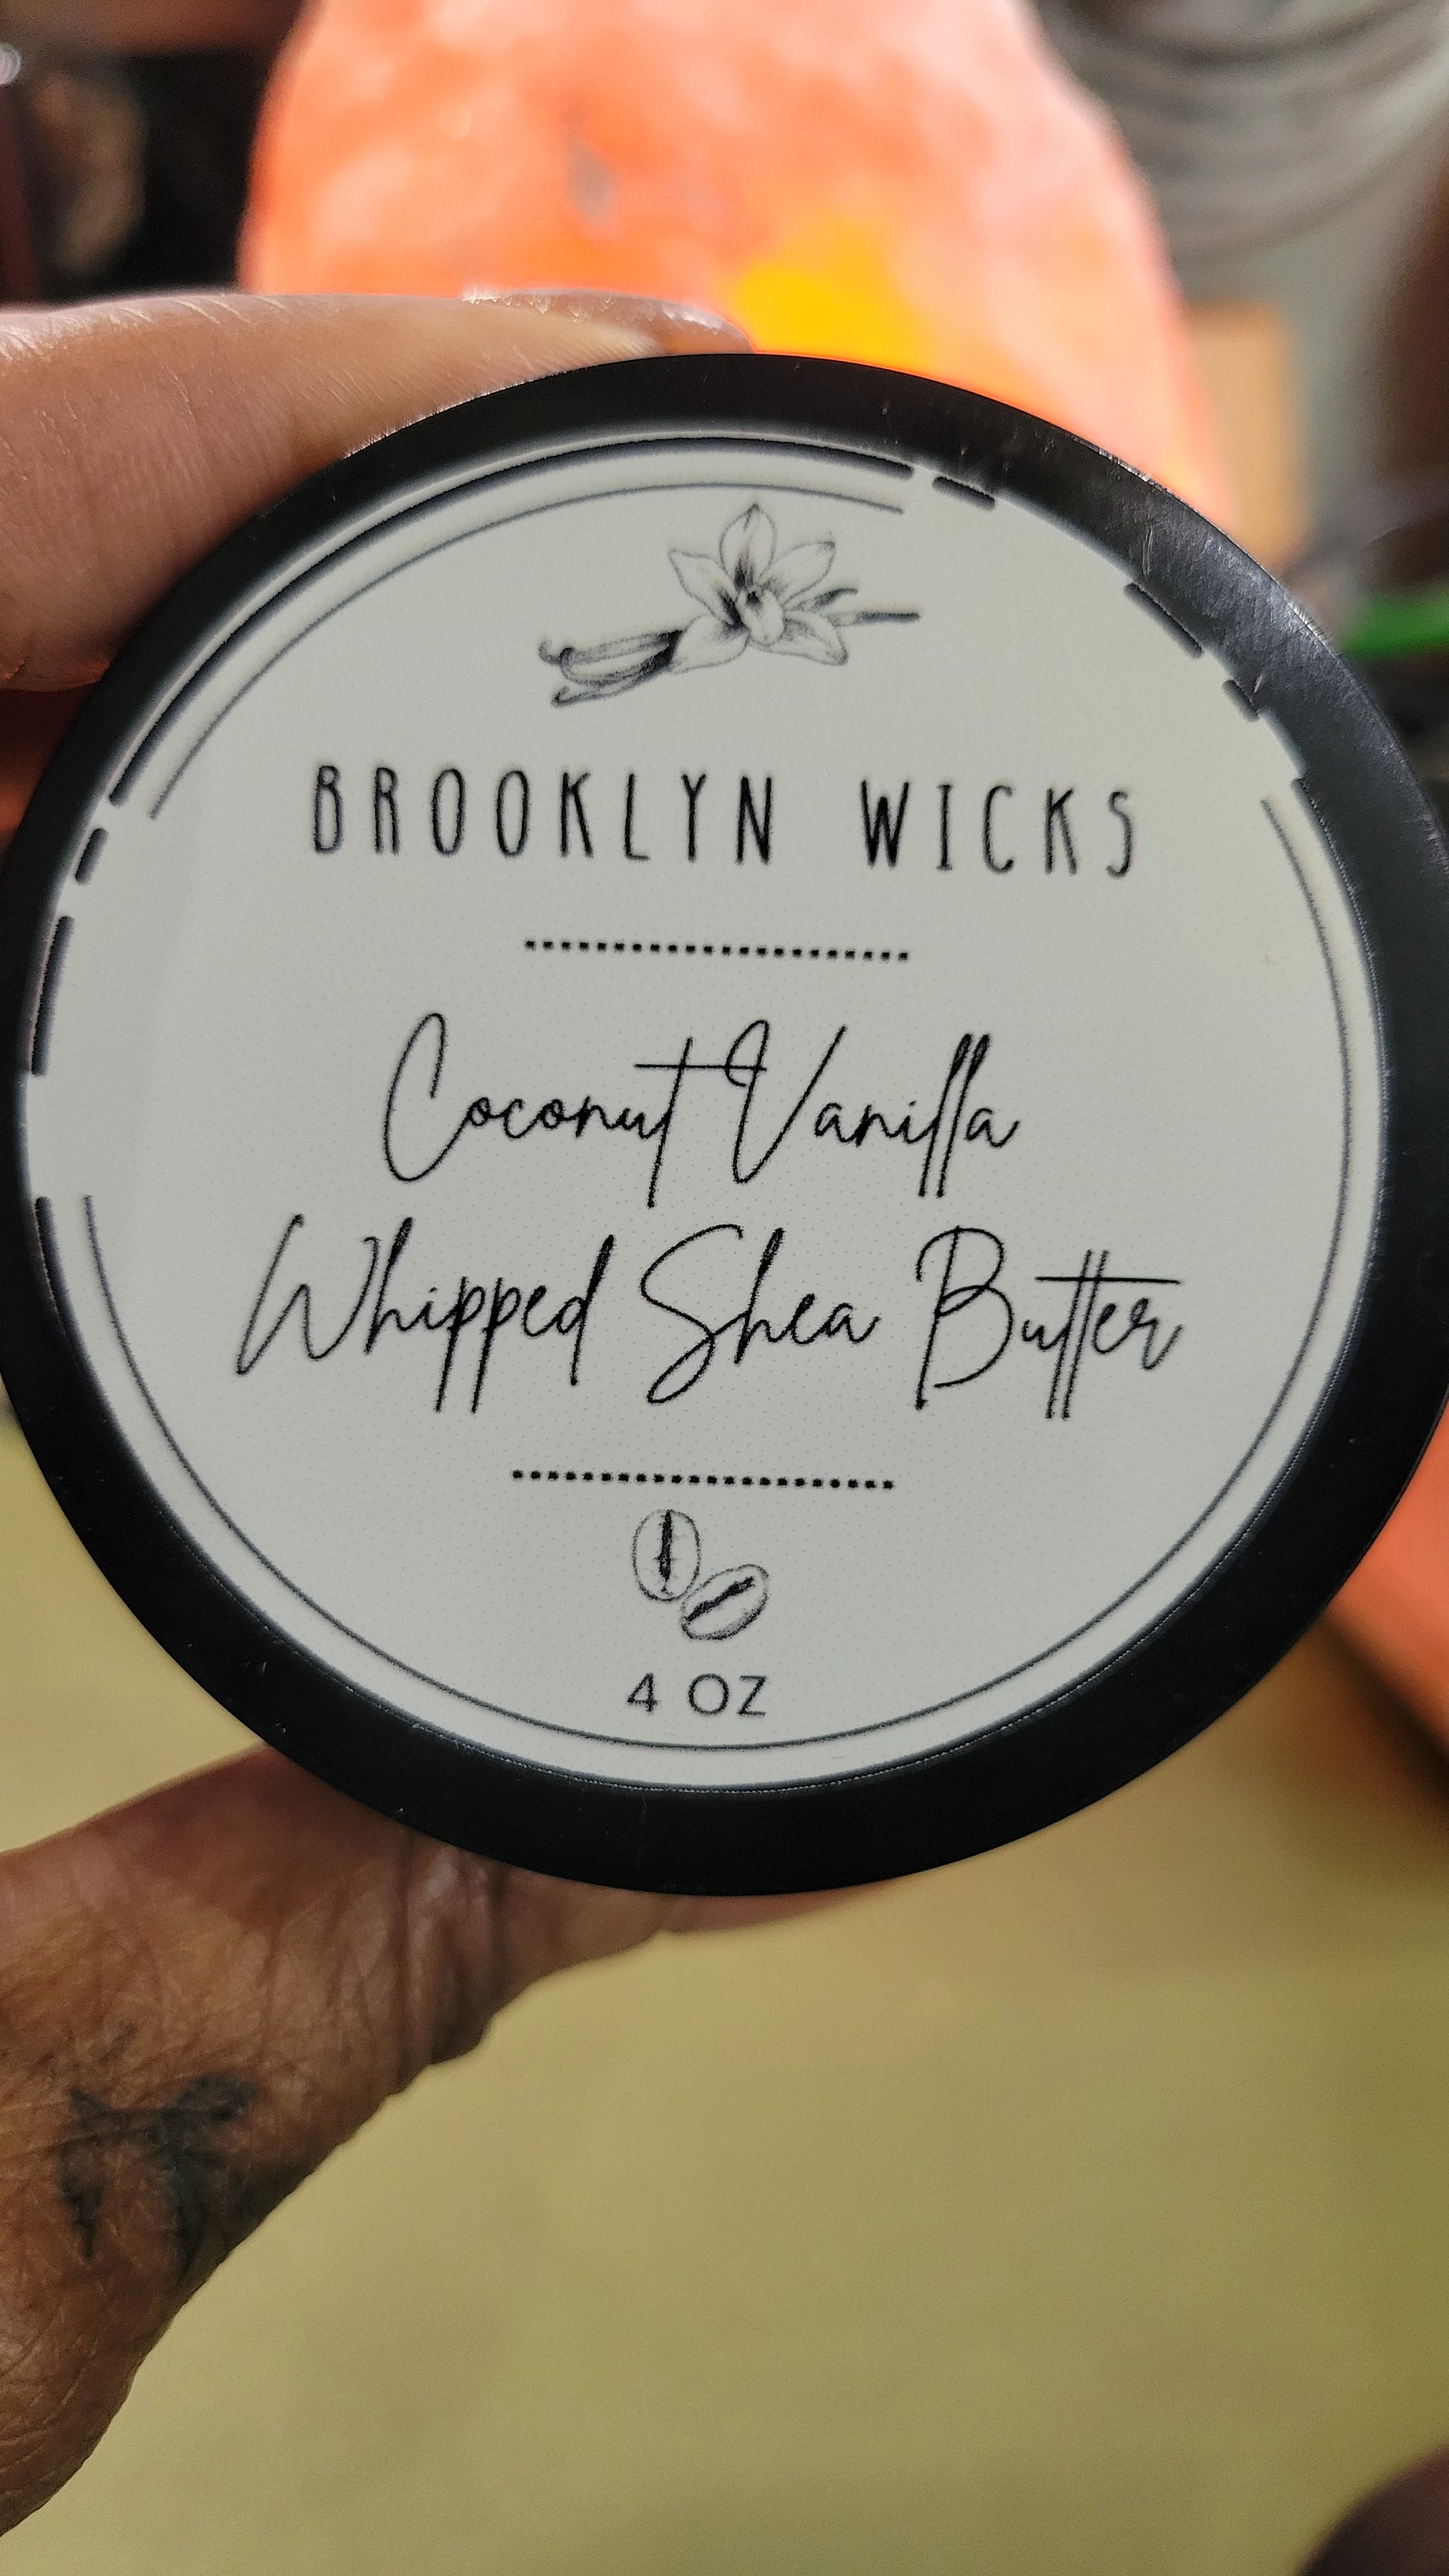 BROOKLYN WICKS
Coconut Vanilla
Whipped Shea Butter
4 OZ